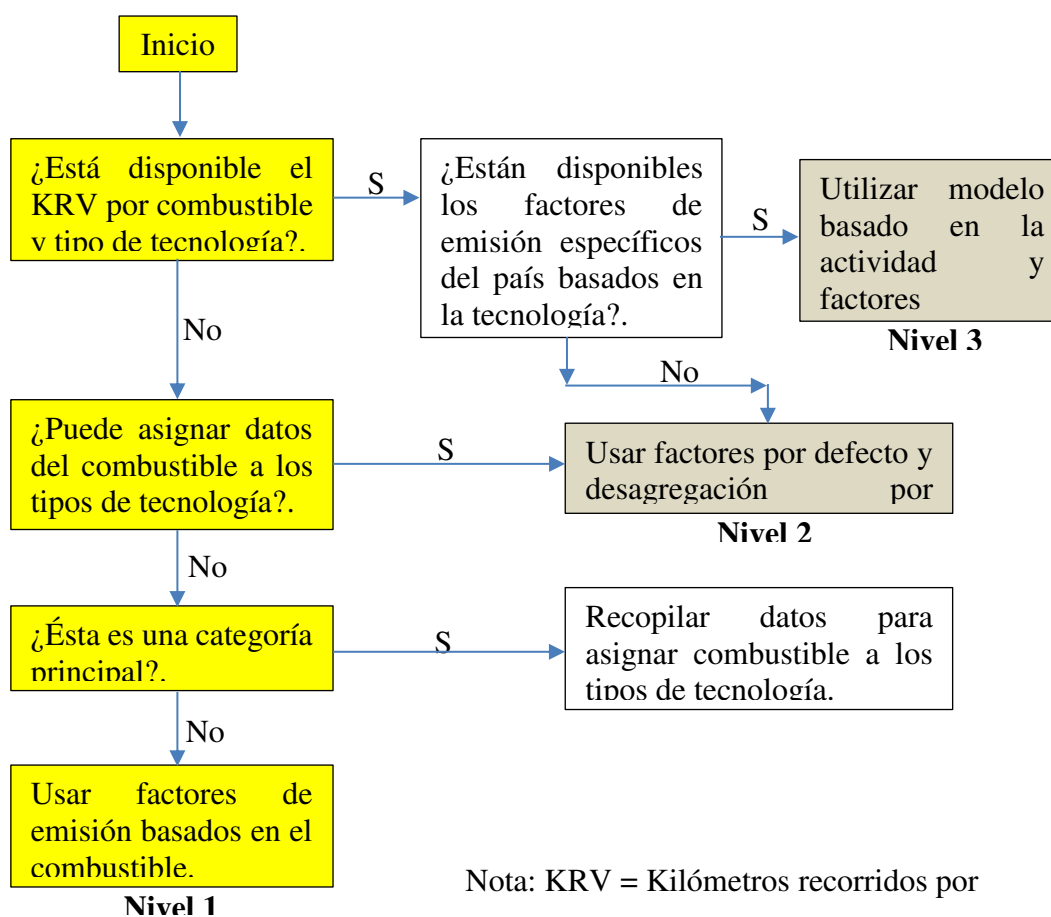 Inicio
¿Está disponible el
KRV por combustible
y tipo de tecnología?.
S
¿Están disponibles
los factores de
emisión específicos
del país basados en
la tecnología?.
S
Utilizar modelo
basado en la
actividad y
factores
Nivel 3
No
No
¿Puede asignar datos
del combustible a los
tipos de tecnología?.
S
Usar factores por defecto y
desagregación por
Nivel 2
No
¿Ésta es una categoría
principal?.
S
Recopilar datos para
asignar combustible a los
tipos de tecnología.
No
Usar factores de
emisión basados en el
combustible.
Nivel 1
Nota: KRV = Kilómetros recorridos por